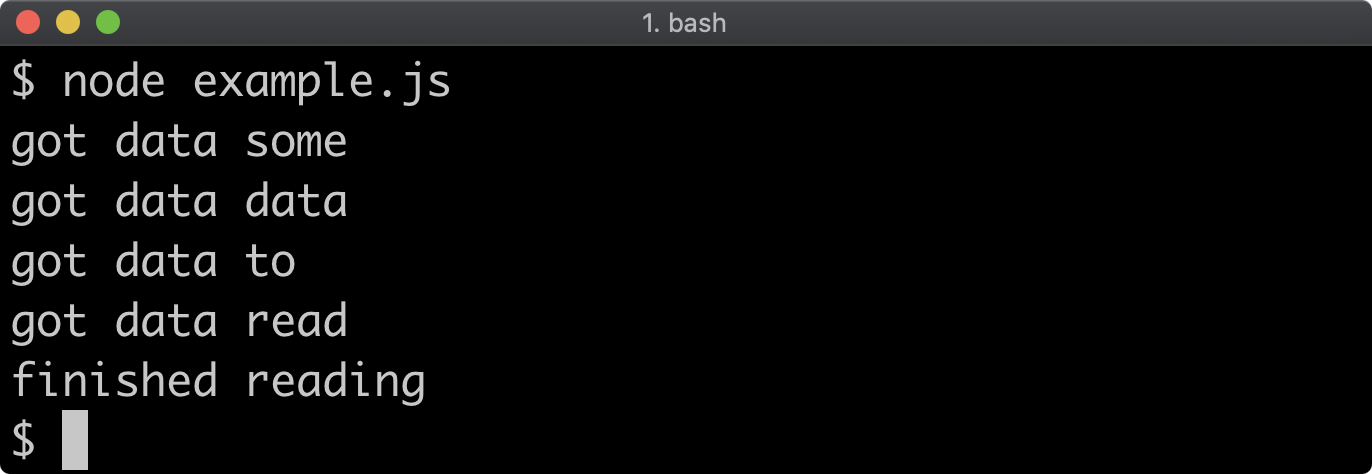 1. bash
$ node example.js
got data some
got data data
got data to
got data read
finished reading
$